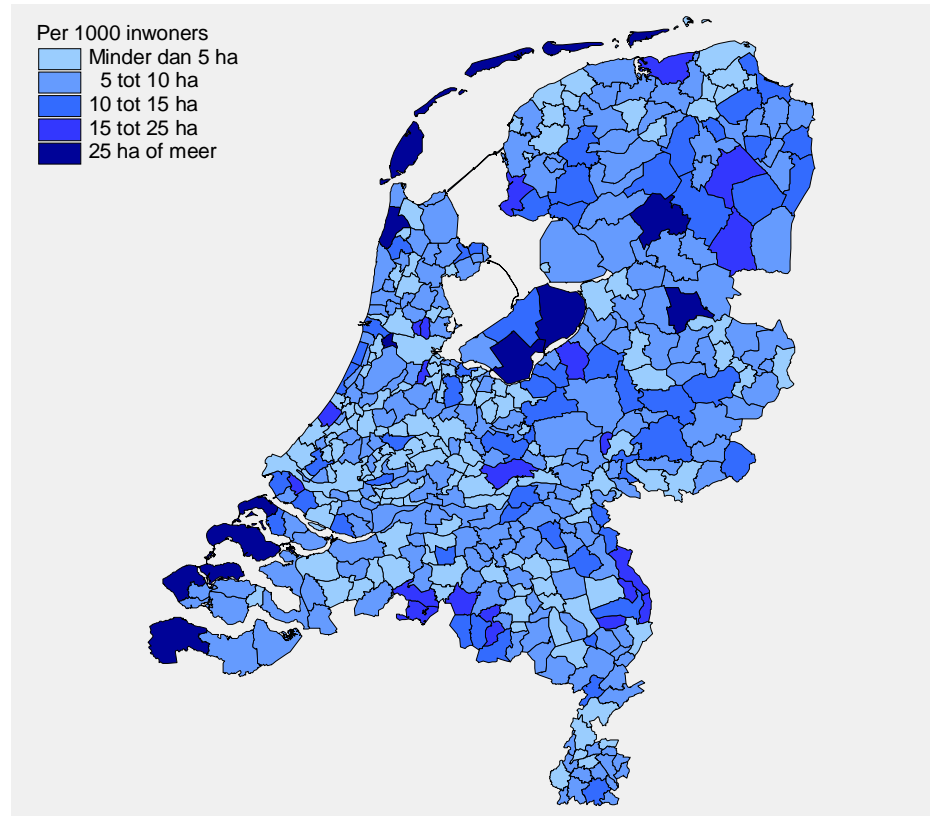 Per 1000 inwoners
Minder dan 5 ha
5 tot 10 ha
10 tot 15 ha
15 tot 25 ha
25 ha of meer